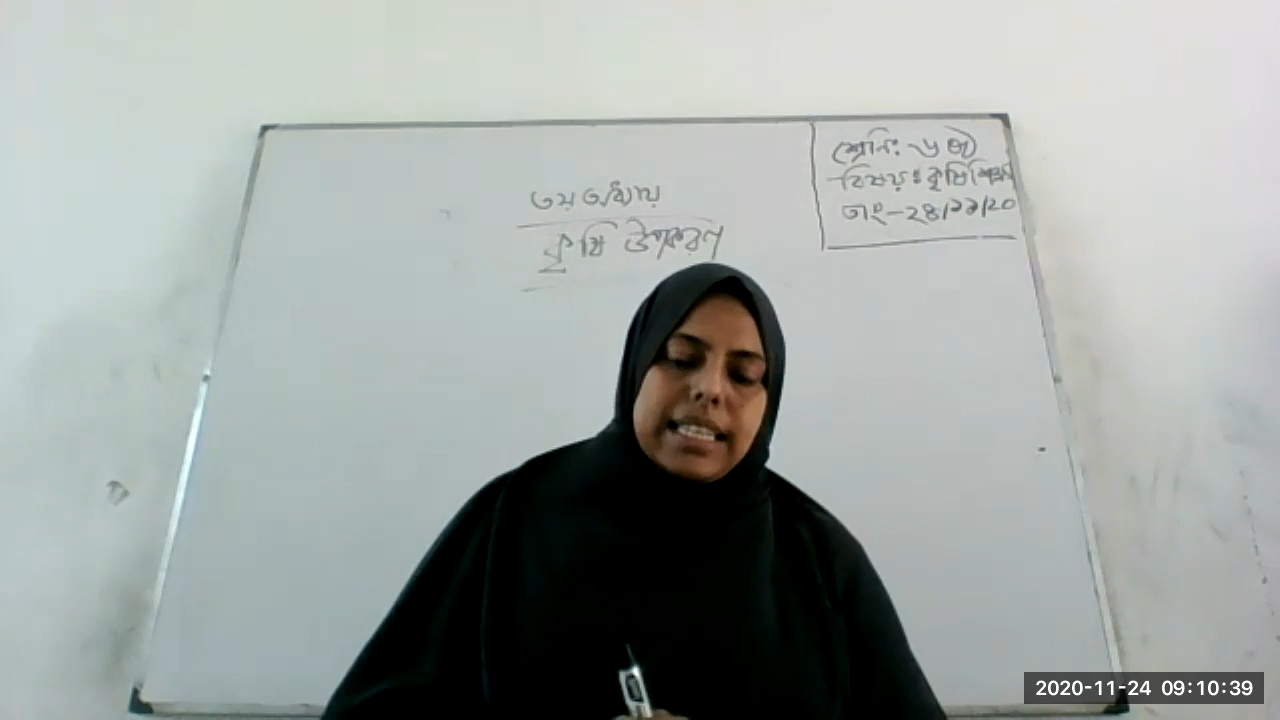 ৩য় অধ্যায়
কৃষি উপকরণ
শ্রেনি: ৬ষ্ঠ
বিষয়: কৃষি শিক্ষা
তাং-২৪/১১/২০
2020-11-24 09:10:39